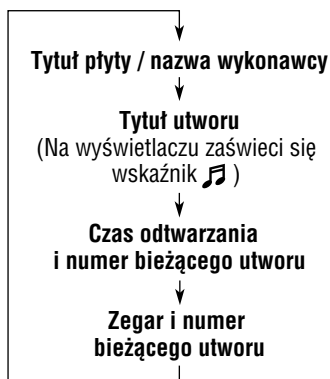 Tytuł płyty / nazwa wykonawcy
Tytuł utworu
(Na wyświetlaczu zaświeci się
wskaźnik 🎵 )
Czas odtwarzania
i numer bieżącego utworu
Zegar i numer
bieżącego utworu